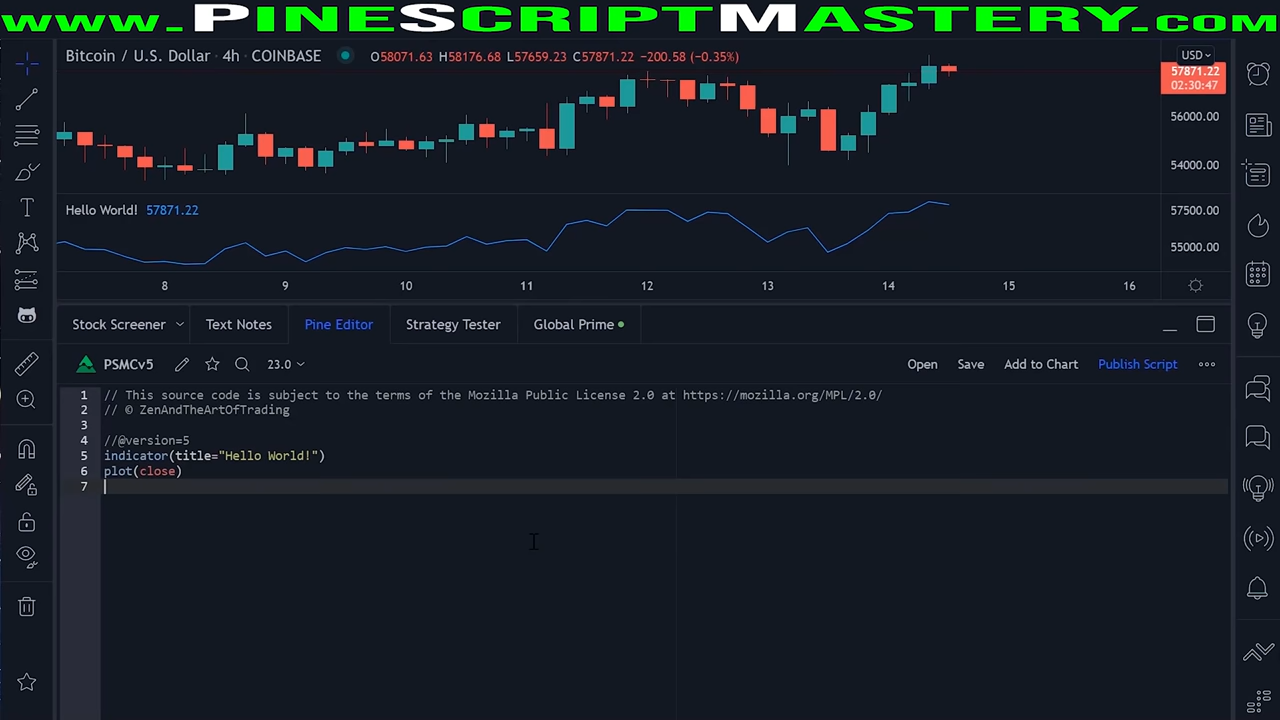 www.PineScriptMastery.com
Bitcoin / U.S. Dollar · 4h · COINBASE O58071.63 H58176.68 L57659.23 C57871.22 −200.58 (−0.35%)
USD
57871.22
02:30:47
56000.00
54000.00
Hello World! 57871.22
57500.00
55000.00
8 9 10 11 12 13 14 15 16
Stock Screener Text Notes Pine Editor Strategy Tester Global Prime
PSMCv5 23.0 Open Save Add to Chart Publish Script
1 // This source code is subject to the terms of the Mozilla Public License 2.0 at https://mozilla.org/MPL/2.0/
2 // © ZenAndTheArtOfTrading
3
4 //@version=5
5 indicator(title="Hello World!")
6 plot(close)
7